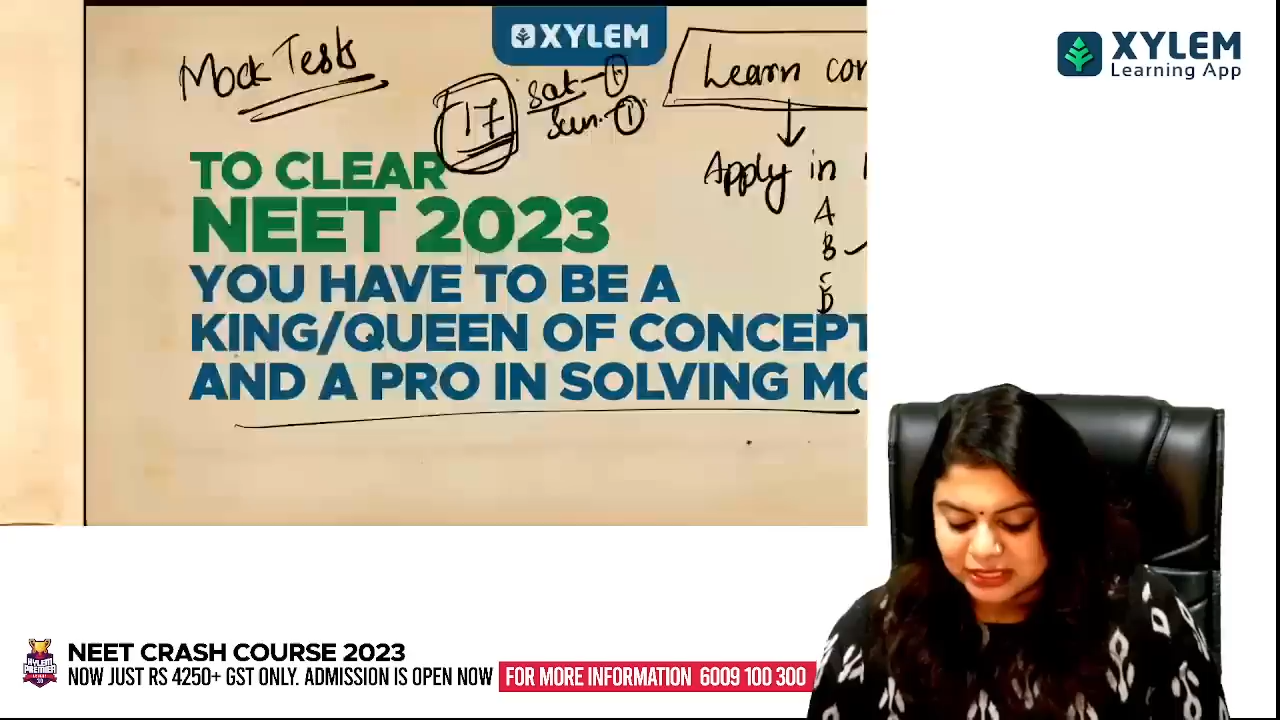 Mock Tests
17
Sat - ①
Sun. - ①
XYLEM
Learn con
Apply in
A
B
C
D
TO CLEAR
NEET 2023
YOU HAVE TO BE A
KING/QUEEN OF CONCEPT
AND A PRO IN SOLVING MO
XYLEM
Learning App
NEET CRASH COURSE 2023
NOW JUST RS 4250+ GST ONLY. ADMISSION IS OPEN NOW
FOR MORE INFORMATION 6009 100 300